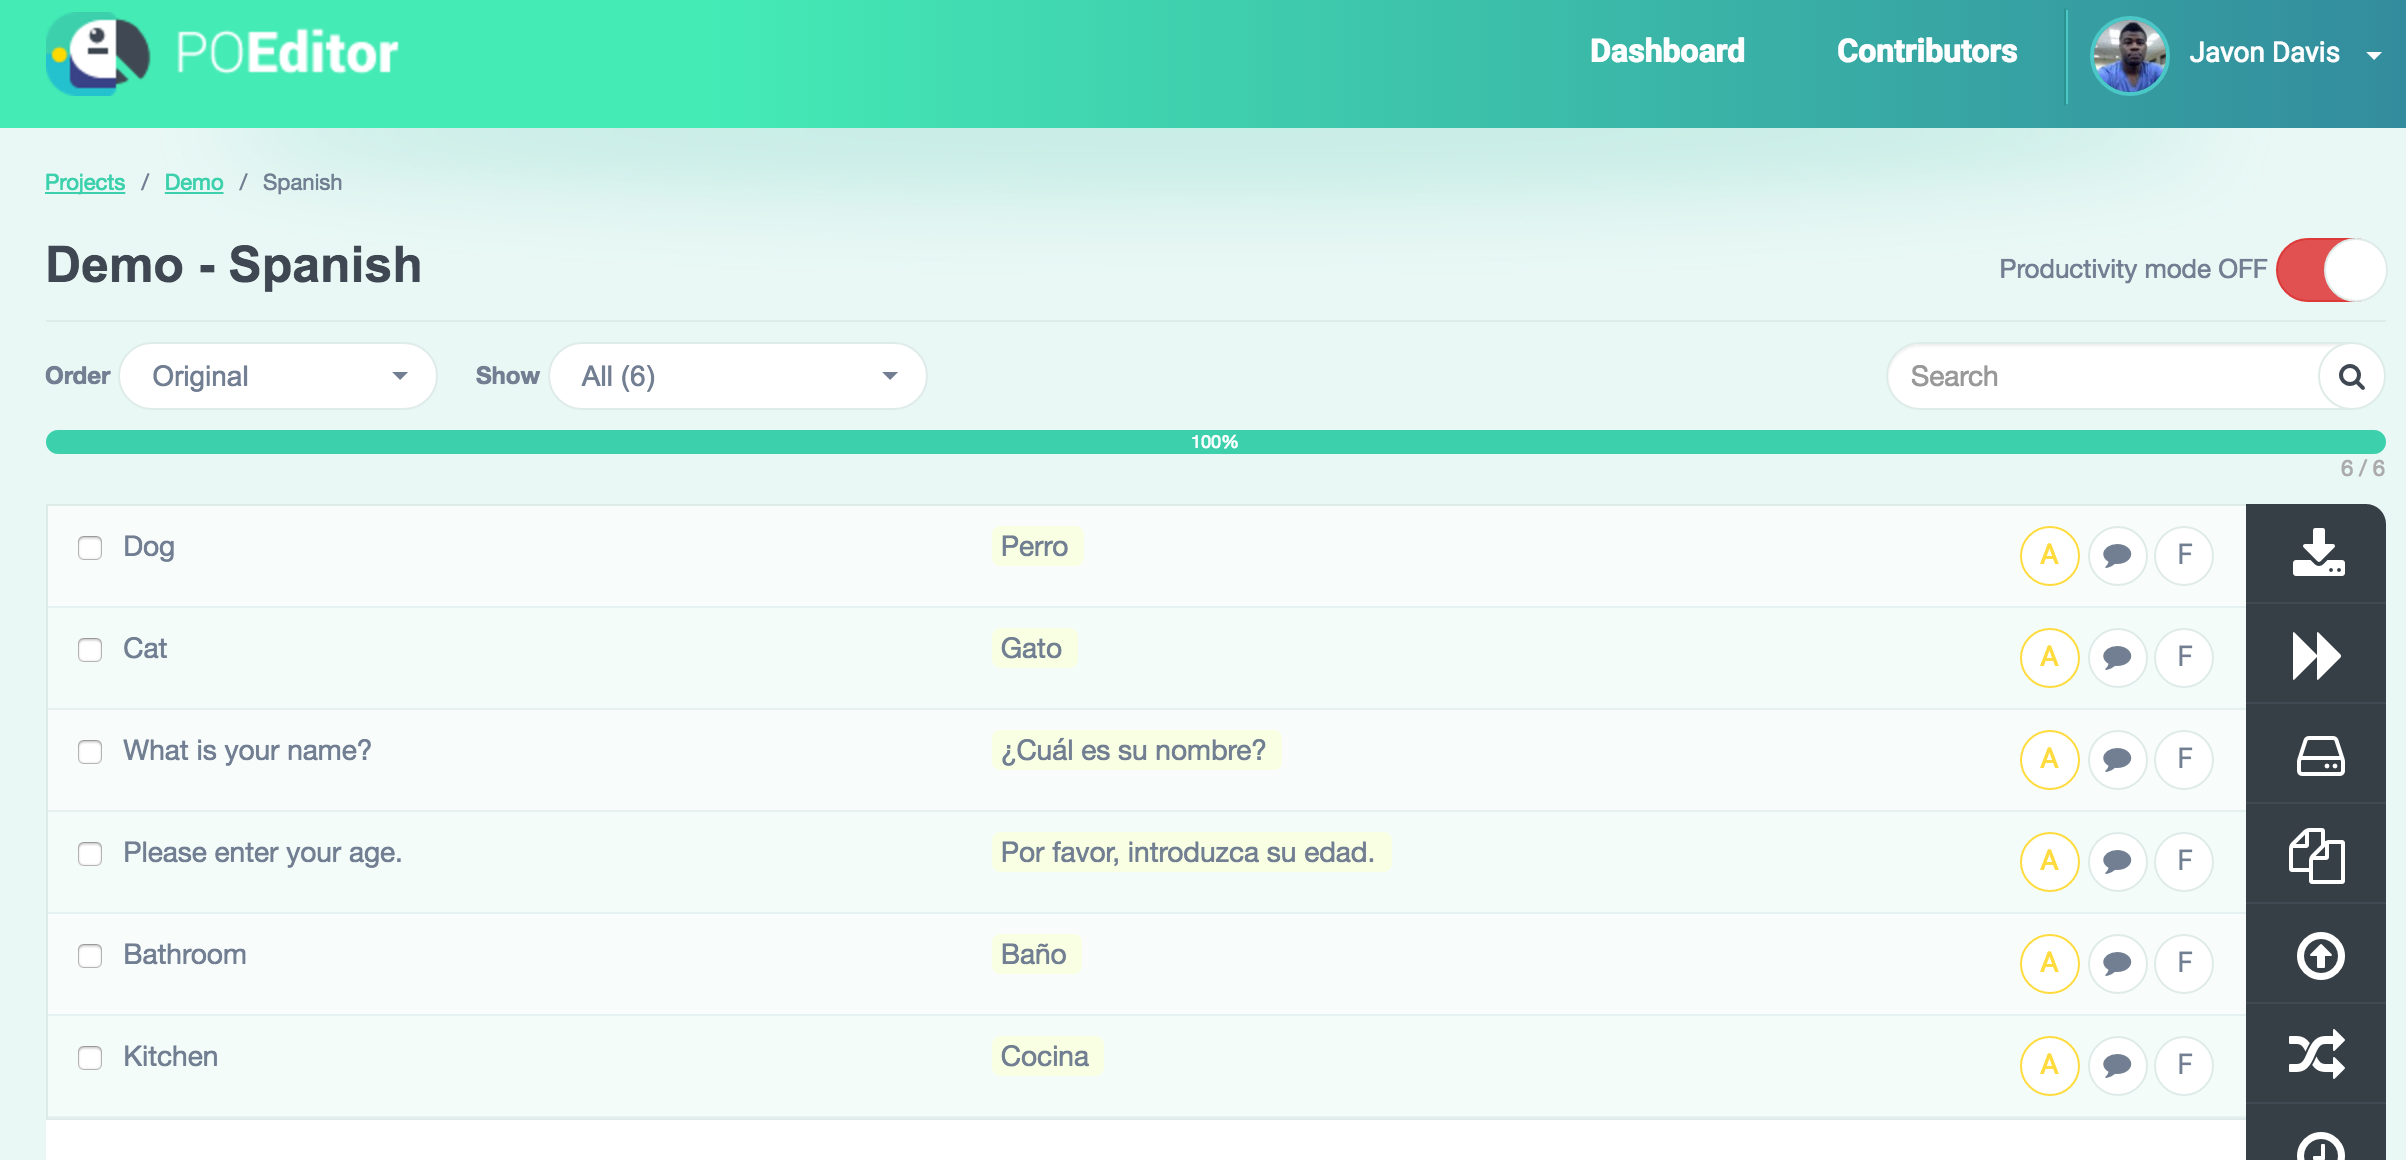 POEditor Dashboard Contributors Javon Davis
Projects / Demo / Spanish
Demo - Spanish Productivity mode OFF
Order Original Show All (6) Search
100%
6 / 6
Dog Perro A F
Cat Gato A F
What is your name? ¿Cuál es su nombre? A F
Please enter your age. Por favor, introduzca su edad. A F
Bathroom Baño A F
Kitchen Cocina A F